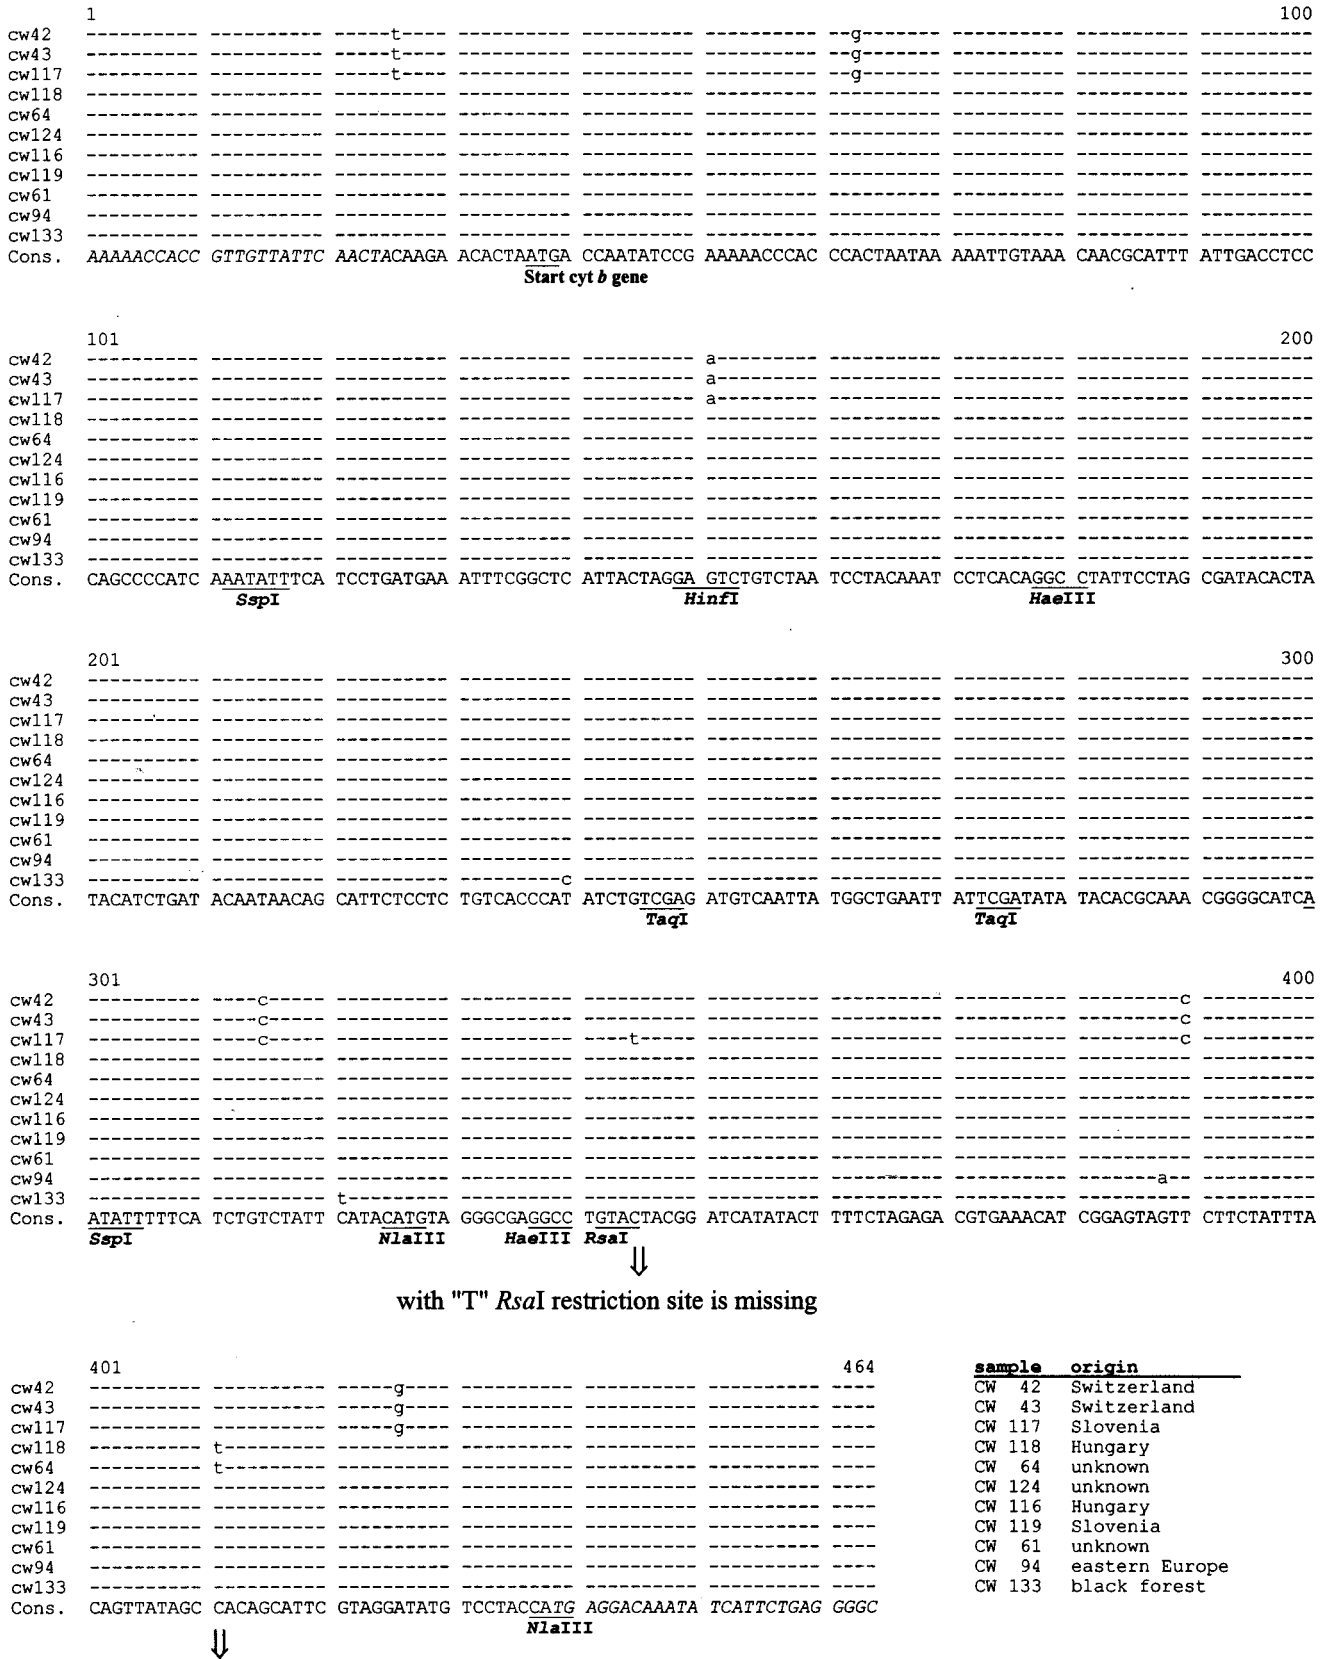 1 100
cw42 ---------- ---------- -----t---- ---------- ---------- ---------- --g------- ---------- ---------- ----------
cw43 ---------- ---------- -----t---- ---------- ---------- ---------- --g------- ---------- ---------- ----------
cw117 ---------- ---------- -----t---- ---------- ---------- ---------- --g------- ---------- ---------- ----------
cw118 ---------- ---------- ---------- ---------- ---------- ---------- ---------- ---------- ---------- ----------
cw64 ---------- ---------- ---------- ---------- ---------- ---------- ---------- ---------- ---------- ----------
cw124 ---------- ---------- ---------- ---------- ---------- ---------- ---------- ---------- ---------- ----------
cw116 ---------- ---------- ---------- ---------- ---------- ---------- ---------- ---------- ---------- ----------
cw119 ---------- ---------- ---------- ---------- ---------- ---------- ---------- ---------- ---------- ----------
cw61 ---------- ---------- ---------- ---------- ---------- ---------- ---------- ---------- ---------- ----------
cw94 ---------- ---------- ---------- ---------- ---------- ---------- ---------- ---------- ---------- ----------
cw133 ---------- ---------- ---------- ---------- ---------- ---------- ---------- ---------- ---------- ----------
Cons. AAAAACCACC GTTGTTATTC AACTACAAGA ACACTAATGA CCAATATCCG AAAAACCCAC CCACTAATAA AAATTGTAAA CAACGCATTT ATTGACCTCC
Start cyt b gene
101 200
cw42 ---------- ---------- ---------- ---------- ---------- a--------- ---------- ---------- ---------- ----------
cw43 ---------- ---------- ---------- ---------- ---------- a--------- ---------- ---------- ---------- ----------
cw117 ---------- ---------- ---------- ---------- ---------- a--------- ---------- ---------- ---------- ----------
cw118 ---------- ---------- ---------- ---------- ---------- ---------- ---------- ---------- ---------- ----------
cw64 ---------- ---------- ---------- ---------- ---------- ---------- ---------- ---------- ---------- ----------
cw124 ---------- ---------- ---------- ---------- ---------- ---------- ---------- ---------- ---------- ----------
cw116 ---------- ---------- ---------- ---------- ---------- ---------- ---------- ---------- ---------- ----------
cw119 ---------- ---------- ---------- ---------- ---------- ---------- ---------- ---------- ---------- ----------
cw61 ---------- ---------- ---------- ---------- ---------- ---------- ---------- ---------- ---------- ----------
cw94 ---------- ---------- ---------- ---------- ---------- ---------- ---------- ---------- ---------- ----------
cw133 ---------- ---------- ---------- ---------- ---------- ---------- ---------- ---------- ---------- ----------
Cons. CAGCCCCATC AAATATTTCA TCCTGATGAA ATTTCGGCTC ATTACTAGGA GTCTGTCTAA TCCTACAAAT CCTCACAGGC CTATTCCTAG CGATACACTA
SspI HinfI HaeIII
201 300
cw42 ---------- ---------- ---------- ---------- ---------- ---------- ---------- ---------- ---------- ----------
cw43 ---------- ---------- ---------- ---------- ---------- ---------- ---------- ---------- ---------- ----------
cw117 ---------- ---------- ---------- ---------- ---------- ---------- ---------- ---------- ---------- ----------
cw118 ---------- ---------- ---------- ---------- ---------- ---------- ---------- ---------- ---------- ----------
cw64 ---------- ---------- ---------- ---------- ---------- ---------- ---------- ---------- ---------- ----------
cw124 ---------- ---------- ---------- ---------- ---------- ---------- ---------- ---------- ---------- ----------
cw116 ---------- ---------- ---------- ---------- ---------- ---------- ---------- ---------- ---------- ----------
cw119 ---------- ---------- ---------- ---------- ---------- ---------- ---------- ---------- ---------- ----------
cw61 ---------- ---------- ---------- ---------- ---------- ---------- ---------- ---------- ---------- ----------
cw94 ---------- ---------- ---------- ---------- ---------- ---------- ---------- ---------- ---------- ----------
cw133 ---------- ---------- ---------- ---------c ---------- ---------- ---------- ---------- ---------- ----------
Cons. TACATCTGAT ACAATAACAG CATTCTCCTC TGTCACCCAT ATCTGTCGAG ATGTCAATTA TGGCTGAATT ATTCGATATA TACACGCAAA CGGGGCATCA
TaqI TaqI
301 400
cw42 ---------- ----c----- ---------- ---------- ---------- ---------- ---------- ---------- ---------c ----------
cw43 ---------- ----c----- ---------- ---------- ---------- ---------- ---------- ---------- ---------c ----------
cw117 ---------- ----c----- ---------- ---------- ----t----- ---------- ---------- ---------- ---------c ----------
cw118 ---------- ---------- ---------- ---------- ---------- ---------- ---------- ---------- ---------- ----------
cw64 ---------- ---------- ---------- ---------- ---------- ---------- ---------- ---------- ---------- ----------
cw124 ---------- ---------- ---------- ---------- ---------- ---------- ---------- ---------- ---------- ----------
cw116 ---------- ---------- ---------- ---------- ---------- ---------- ---------- ---------- ---------- ----------
cw119 ---------- ---------- ---------- ---------- ---------- ---------- ---------- ---------- ---------- ----------
cw61 ---------- ---------- ---------- ---------- ---------- ---------- ---------- ---------- ---------- ----------
cw94 ---------- ---------- ---------- ---------- ---------- ---------- ---------- ---------- -------a-- ----------
cw133 ---------- ---------- t--------- ---------- ---------- ---------- ---------- ---------- ---------- ----------
Cons. ATATTTTTCA TCTGTCTATT CATACATGTA GGGCGAGGCC TGTACTACGG ATCATATACT TTTCTAGAGA CGTGAAACAT CGGAGTAGTT CTTCTATTTA
SspI NlaIII HaeIII RsaI
⇓
with "T" RsaI restriction site is missing
401 464
cw42 ---------- ---------- -----g---- ---------- ---------- ---------- ----
cw43 ---------- ---------- -----g---- ---------- ---------- ---------- ----
cw117 ---------- ---------- -----g---- ---------- ---------- ---------- ----
cw118 ---------- t--------- ---------- ---------- ---------- ---------- ----
cw64 ---------- t--------- ---------- ---------- ---------- ---------- ----
cw124 ---------- ---------- ---------- ---------- ---------- ---------- ----
cw116 ---------- ---------- ---------- ---------- ---------- ---------- ----
cw119 ---------- ---------- ---------- ---------- ---------- ---------- ----
cw61 ---------- ---------- ---------- ---------- ---------- ---------- ----
cw94 ---------- ---------- ---------- ---------- ---------- ---------- ----
cw133 ---------- ---------- ---------- ---------- ---------- ---------- ----
Cons. CAGTTATAGC CACAGCATTC GTAGGATATG TCCTACCATG AGGACAAATA TCATTCTGAG GGGC
NlaIII
⇓
sample origin
CW 42 Switzerland
CW 43 Switzerland
CW 117 Slovenia
CW 118 Hungary
CW 64 unknown
CW 124 unknown
CW 116 Hungary
CW 119 Slovenia
CW 61 unknown
CW 94 eastern Europe
CW 133 black forest